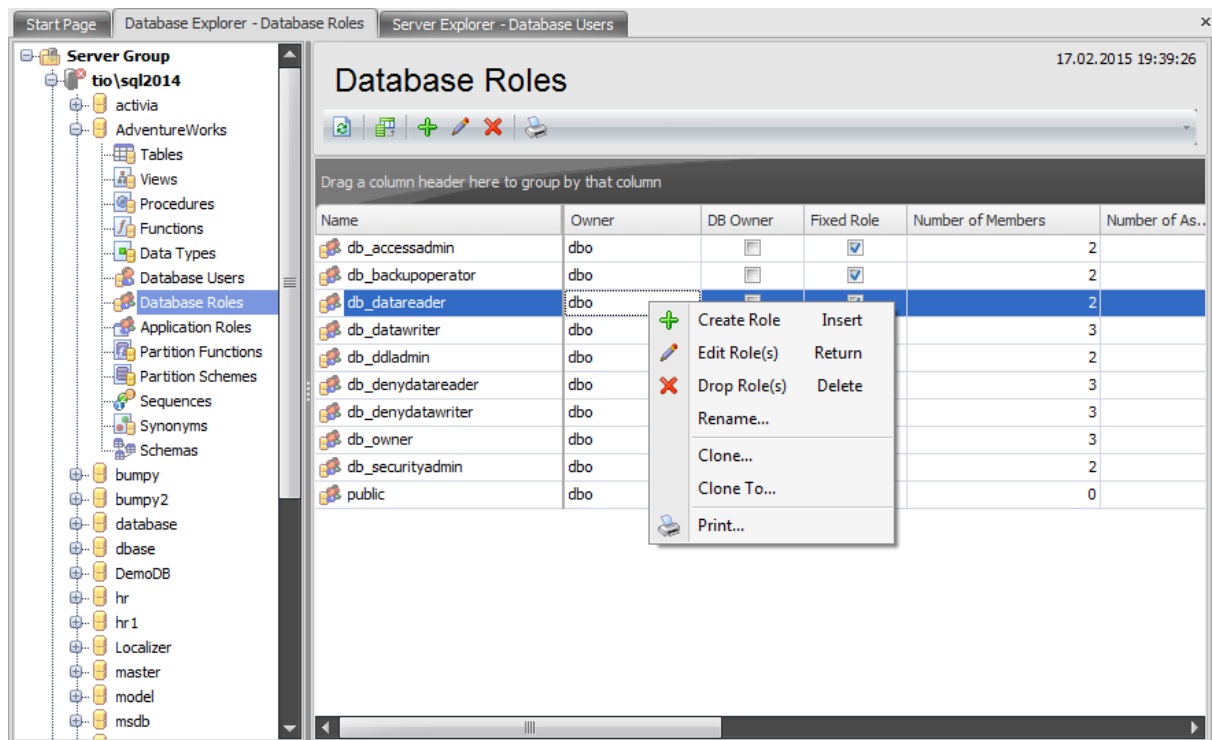 Start Page
Database Explorer - Database Roles
Server Explorer - Database Users
Server Group
tio\sql2014
activia
AdventureWorks
Tables
Views
Procedures
Functions
Data Types
Database Users
Database Roles
Application Roles
Partition Functions
Partition Schemes
Sequences
Synonyms
Schemas
bumpy
bumpy2
database
dbase
DemoDB
hr
hr1
Localizer
master
model
msdb
17.02.2015 19:39:26
Database Roles
Drag a column header here to group by that column
Name Owner DB Owner Fixed Role Number of Members Number of As..
db_accessadmin dbo 2
db_backupoperator dbo 2
db_datareader dbo 2
db_datawriter dbo 3
db_ddladmin dbo 2
db_denydatareader dbo 3
db_denydatawriter dbo 3
db_owner dbo 3
db_securityadmin dbo 2
public dbo 0
Create Role Insert
Edit Role(s) Return
Drop Role(s) Delete
Rename...
Clone...
Clone To...
Print...